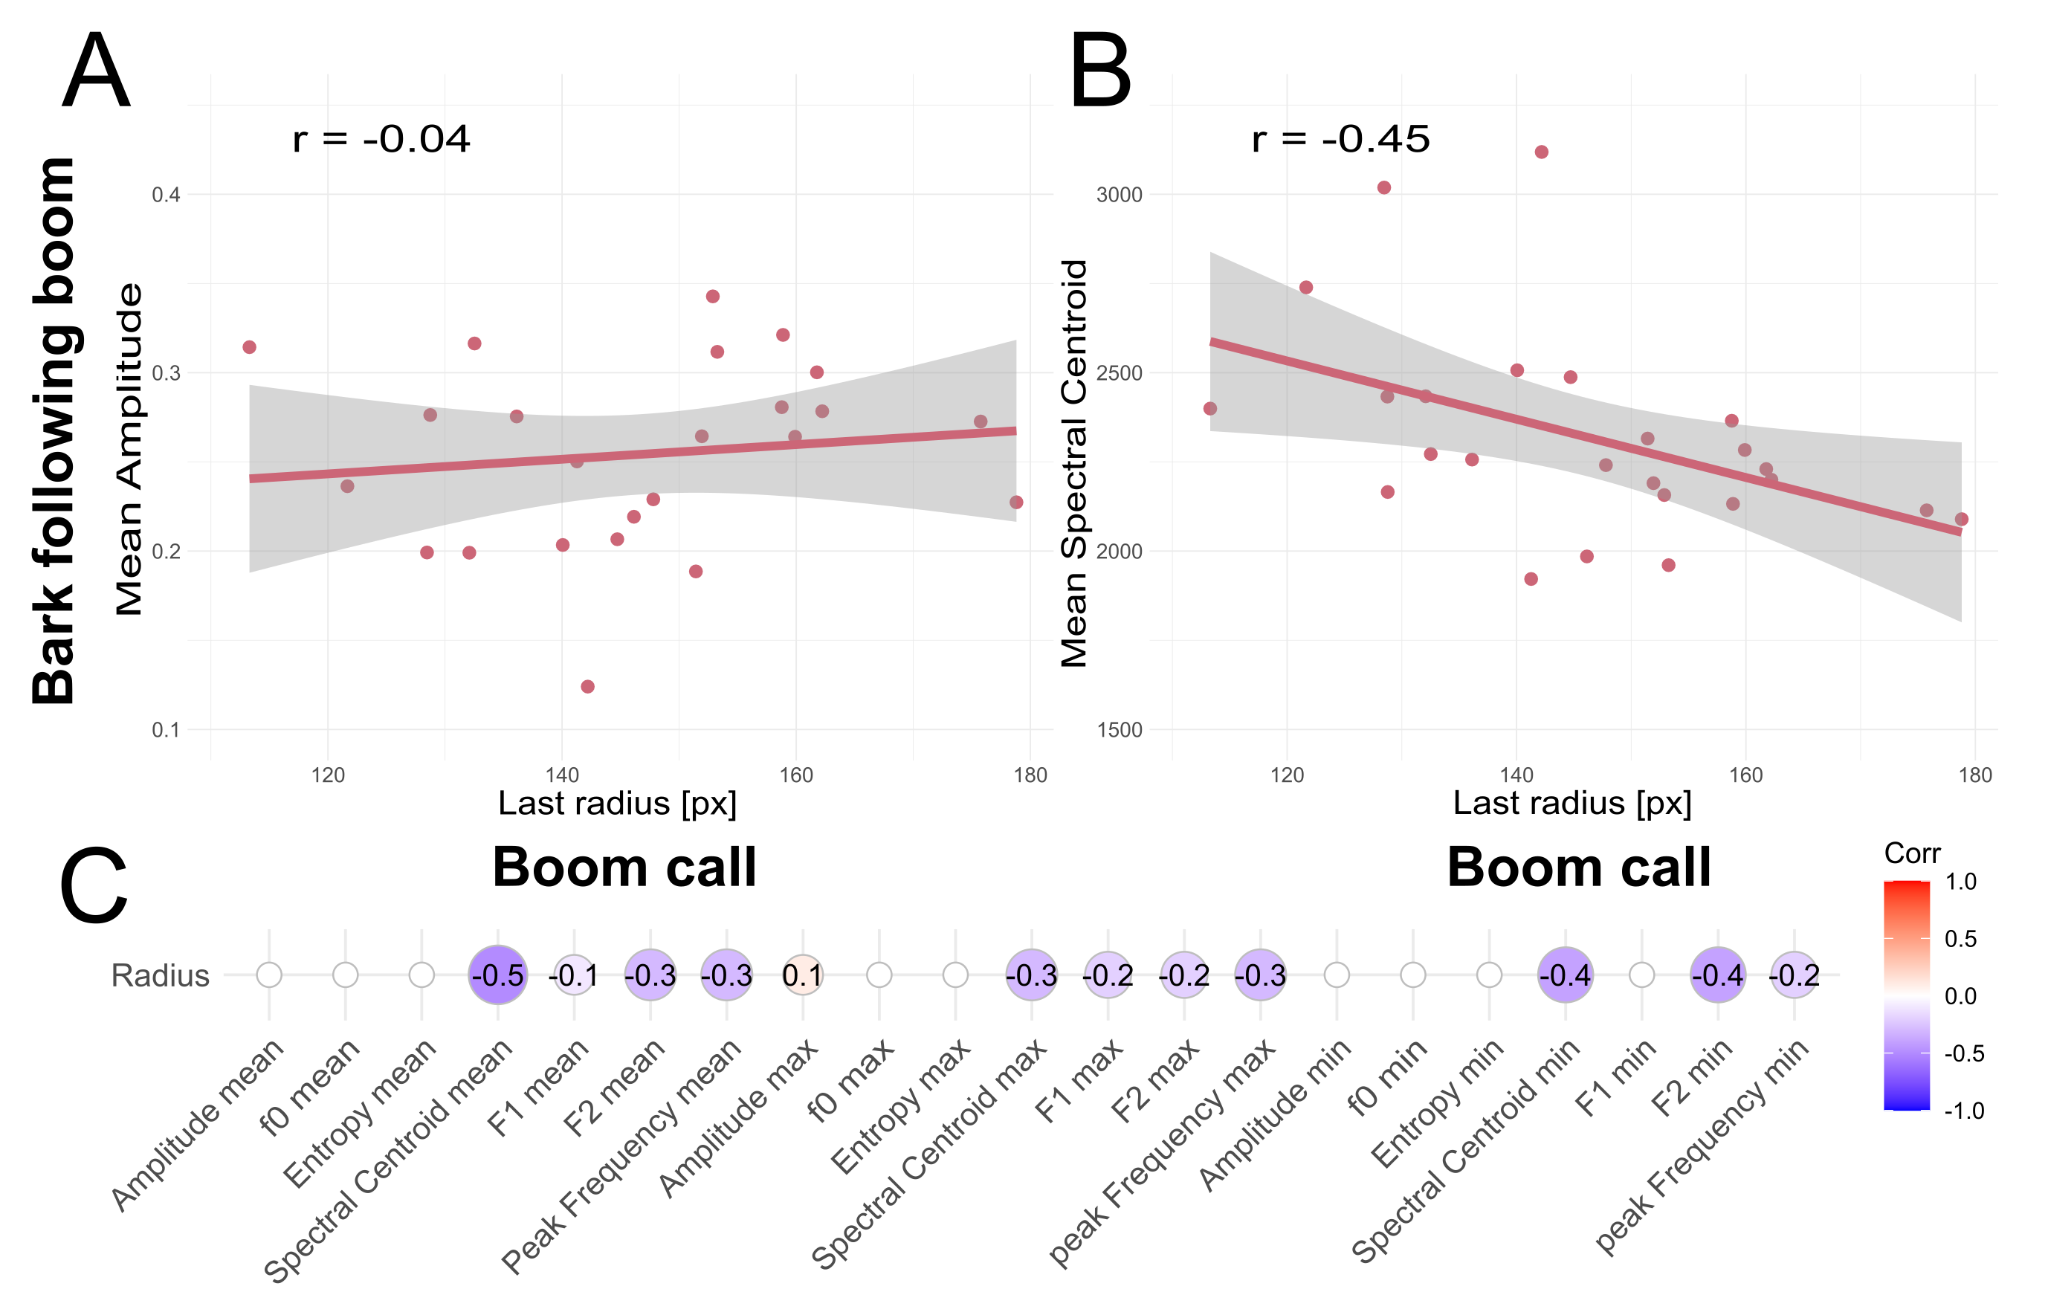 A
B
r = -0.04
r = -0.45
Bark following boom
Mean Amplitude
0.4
0.3
0.2
0.1
120 140 160 180
Last radius [px]
Boom call
Mean Spectral Centroid
3000
2500
2000
1500
120 140 160 180
Last radius [px]
Boom call
C
Radius
-0.5 -0.1 -0.3 -0.3 0.1 -0.3 -0.2 -0.2 -0.3 -0.4 -0.4 -0.2
Amplitude mean
f0 mean
Entropy mean
Spectral Centroid mean
F1 mean
F2 mean
Peak Frequency mean
Amplitude max
f0 max
Entropy max
Spectral Centroid max
F1 max
F2 max
peak Frequency max
Amplitude min
f0 min
Entropy min
Spectral Centroid min
F1 min
F2 min
peak Frequency min
Corr
1.0
0.5
0.0
-0.5
-1.0